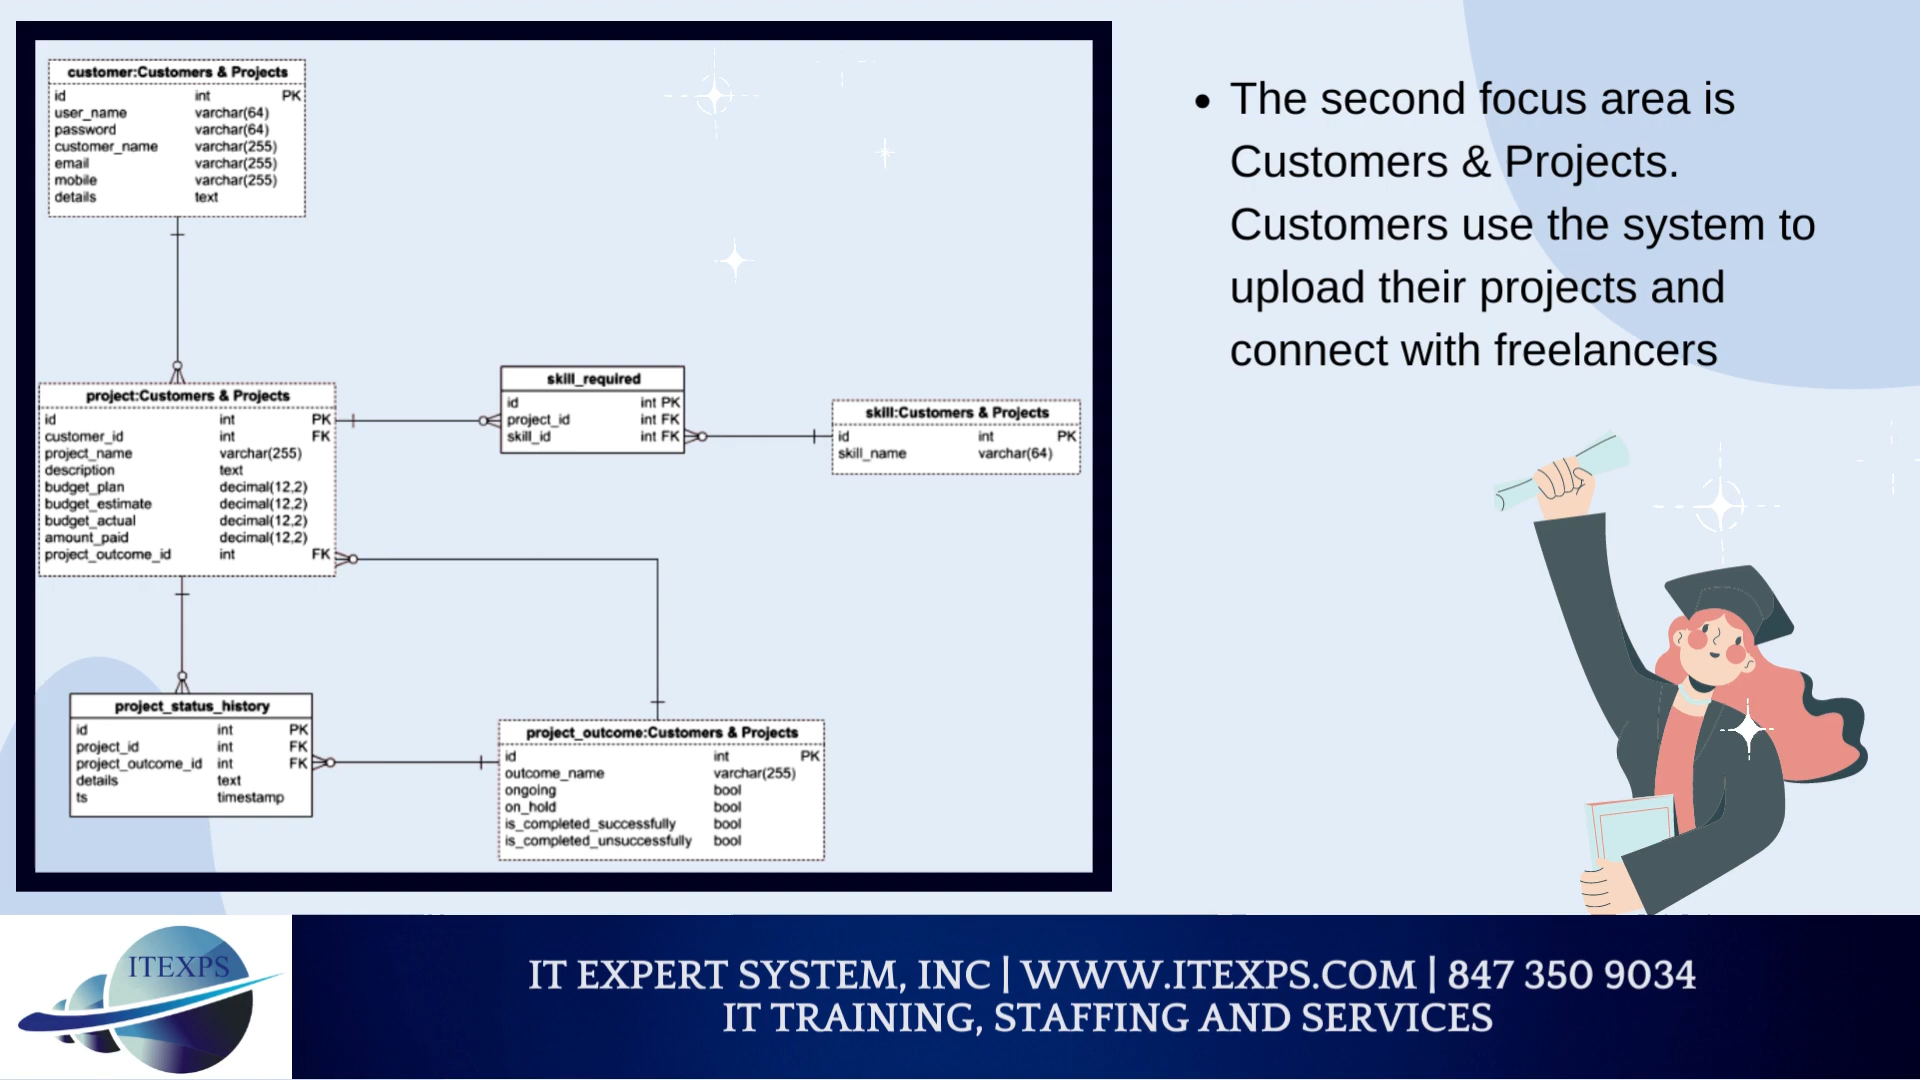 customer:Customers & Projects
id int PK
user_name varchar(64)
password varchar(64)
customer_name varchar(255)
email varchar(255)
mobile varchar(255)
details text
project:Customers & Projects
id int PK
customer_id int FK
project_name varchar(255)
description text
budget_plan decimal(12,2)
budget_estimate decimal(12,2)
budget_actual decimal(12,2)
amount_paid decimal(12,2)
project_outcome_id int FK
skill_required
id int PK
project_id int FK
skill_id int FK
skill:Customers & Projects
id int PK
skill_name varchar(64)
project_status_history
id int PK
project_id int FK
project_outcome_id int FK
details text
ts timestamp
project_outcome:Customers & Projects
id int PK
outcome_name varchar(255)
ongoing bool
on_hold bool
is_completed_successfully bool
is_completed_unsuccessfully bool
• The second focus area is
Customers & Projects.
Customers use the system to
upload their projects and
connect with freelancers
ITEXPS
IT EXPERT SYSTEM, INC | WWW.ITEXPS.COM | 847 350 9034
IT TRAINING, STAFFING AND SERVICES